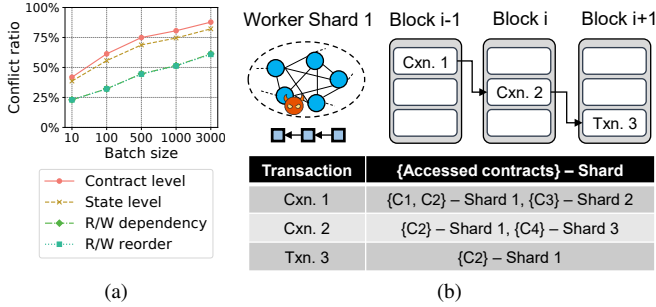 100%
75%
50%
25%
0%
Conflict ratio
10 100 500 1000 3000
Batch size
Contract level
State level
R/W dependency
R/W reorder
(a)
Worker Shard 1 Block i-1 Block i Block i+1
Cxn. 1
Cxn. 2
Txn. 3
Transaction {Accessed contracts} – Shard
Cxn. 1 {C1, C2} – Shard 1, {C3} – Shard 2
Cxn. 2 {C2} – Shard 1, {C4} – Shard 3
Txn. 3 {C2} – Shard 1
(b)